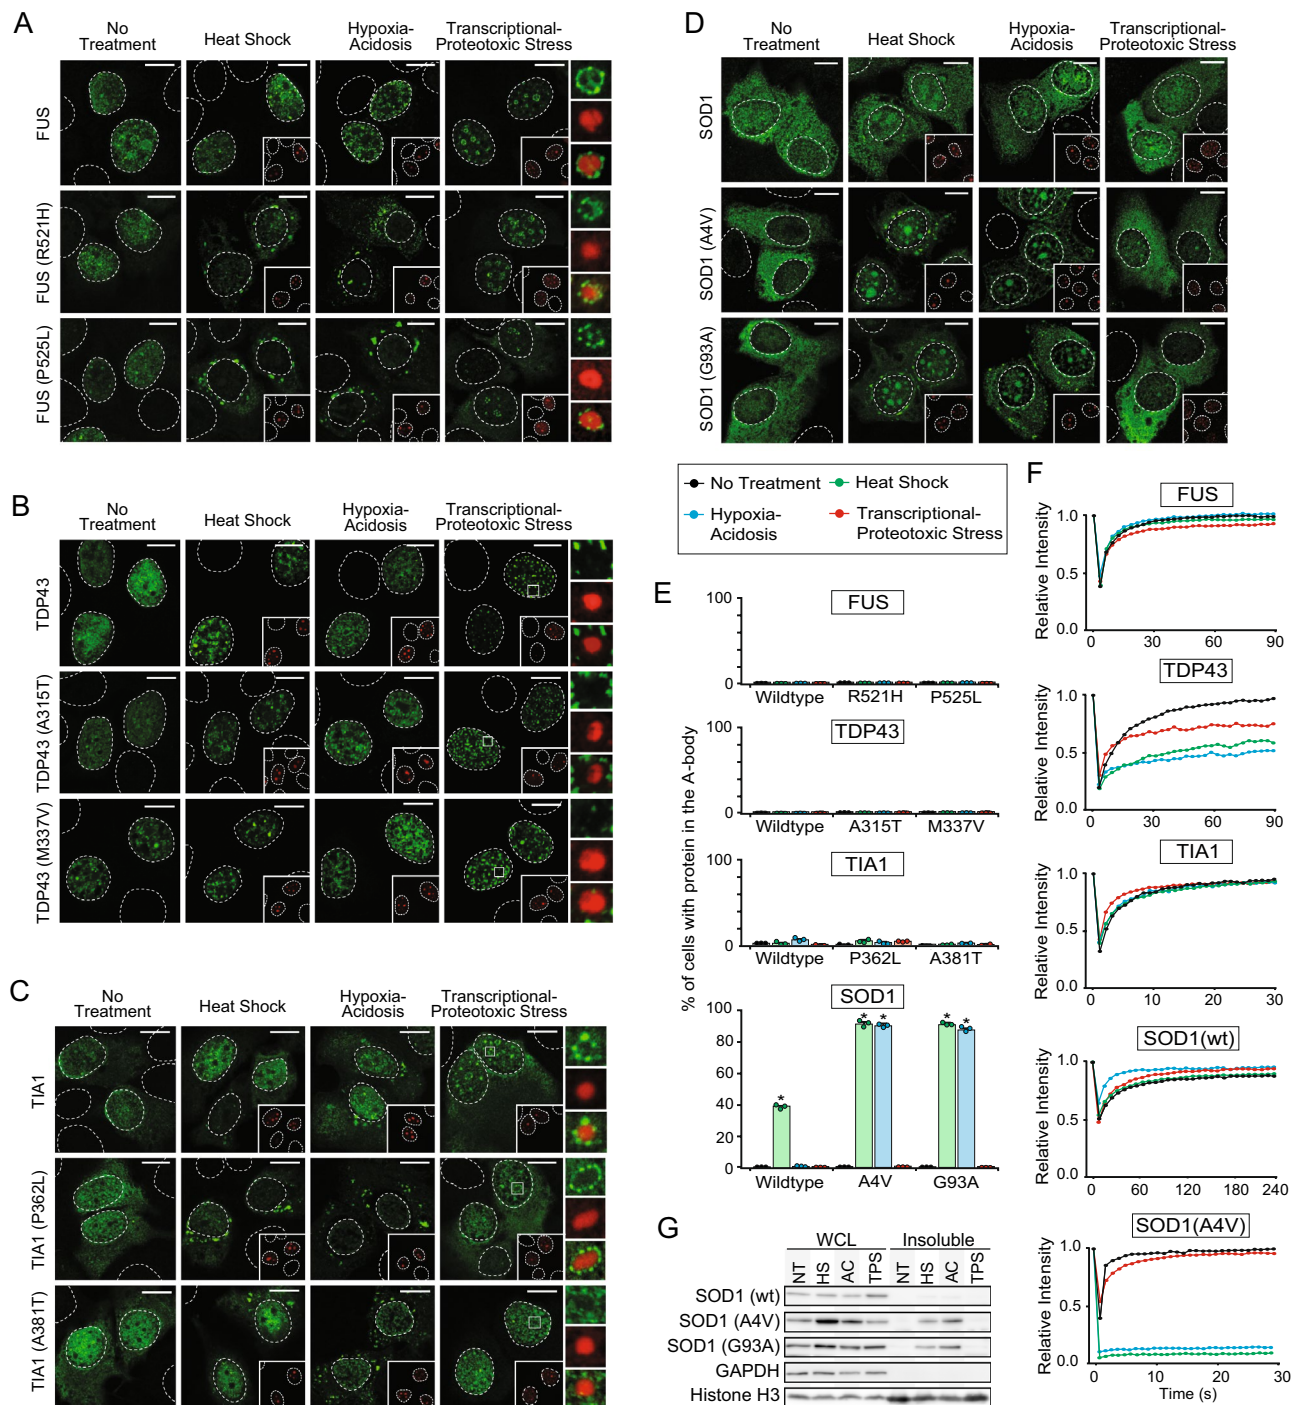 A
No Treatment
Heat Shock
Hypoxia-Acidosis
Transcriptional-Proteotoxic Stress
FUS
FUS (R521H)
FUS (P525L)
B
No Treatment
Heat Shock
Hypoxia-Acidosis
Transcriptional-Proteotoxic Stress
TDP43
TDP43 (A315T)
TDP43 (M337V)
C
No Treatment
Heat Shock
Hypoxia-Acidosis
Transcriptional-Proteotoxic Stress
TIA1
TIA1 (P362L)
TIA1 (A381T)
D
No Treatment
Heat Shock
Hypoxia-Acidosis
Transcriptional-Proteotoxic Stress
SOD1
SOD1 (A4V)
SOD1 (G93A)
No Treatment
Heat Shock
Hypoxia-Acidosis
Transcriptional-Proteotoxic Stress
E
% of cells with protein in the A-body
FUS
100
0
Wildtype R521H P525L
TDP43
100
0
Wildtype A315T M337V
TIA1
100
0
Wildtype P362L A381T
SOD1
100
80
60
40
20
0
* * * * *
Wildtype A4V G93A
F
FUS
Relative Intensity
1.0
0.5
0.0
0 30 60 90
TDP43
Relative Intensity
1.0
0.5
0.0
0 30 60 90
TIA1
Relative Intensity
1.0
0.5
0.0
0 10 20 30
SOD1(wt)
Relative Intensity
1.0
0.5
0.0
0 60 120 180 240
SOD1(A4V)
Relative Intensity
1.0
0.5
0.0
0 10 20 30
Time (s)
G
WCL Insoluble
NT HS AC TPS NT HS AC TPS
SOD1 (wt)
SOD1 (A4V)
SOD1 (G93A)
GAPDH
Histone H3